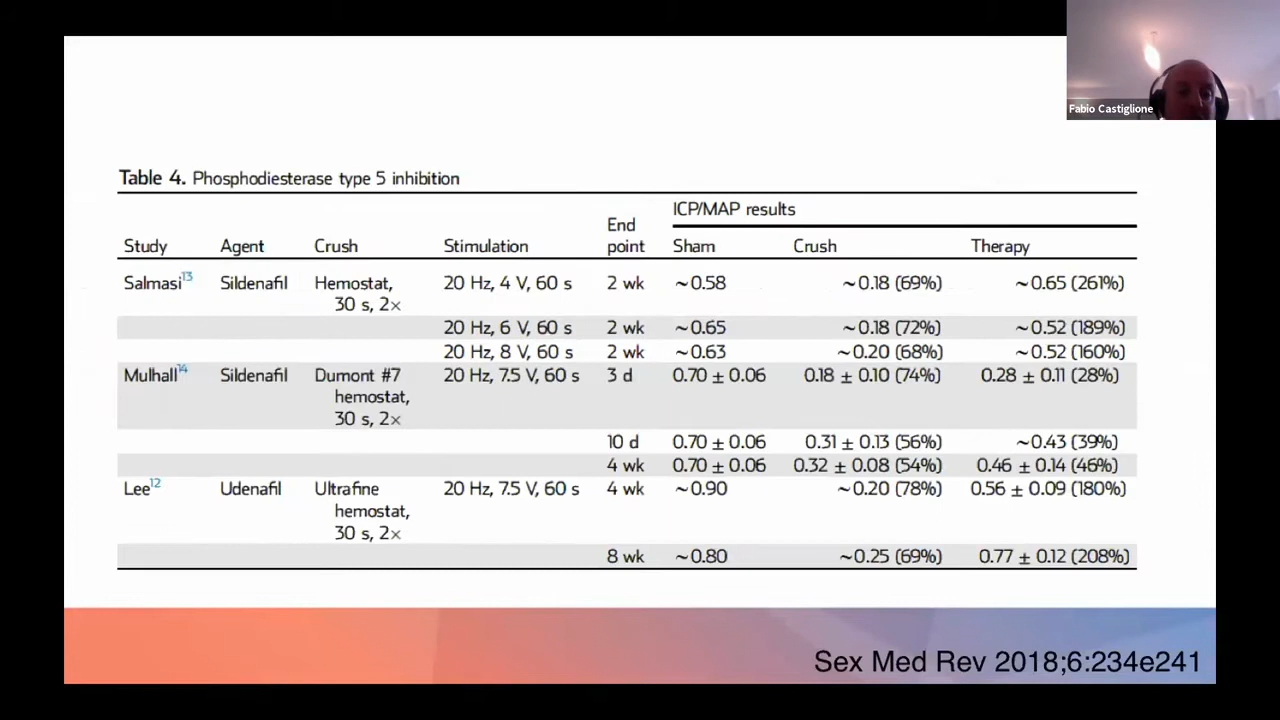 Fabio Castiglione
Table 4. Phosphodiesterase type 5 inhibition
ICP/MAP results
Study Agent Crush Stimulation End point Sham Crush Therapy
Salmasi13 Sildenafil Hemostat, 20 Hz, 4 V, 60 s 2 wk ~0.58 ~0.18 (69%) ~0.65 (261%)
30 s, 2×
20 Hz, 6 V, 60 s 2 wk ~0.65 ~0.18 (72%) ~0.52 (189%)
20 Hz, 8 V, 60 s 2 wk ~0.63 ~0.20 (68%) ~0.52 (160%)
Mulhall14 Sildenafil Dumont #7 20 Hz, 7.5 V, 60 s 3 d 0.70 ± 0.06 0.18 ± 0.10 (74%) 0.28 ± 0.11 (28%)
hemostat,
30 s, 2×
10 d 0.70 ± 0.06 0.31 ± 0.13 (56%) ~0.43 (39%)
4 wk 0.70 ± 0.06 0.32 ± 0.08 (54%) 0.46 ± 0.14 (46%)
Lee12 Udenafil Ultrafine 20 Hz, 7.5 V, 60 s 4 wk ~0.90 ~0.20 (78%) 0.56 ± 0.09 (180%)
hemostat,
30 s, 2×
8 wk ~0.80 ~0.25 (69%) 0.77 ± 0.12 (208%)
Sex Med Rev 2018;6:234e241